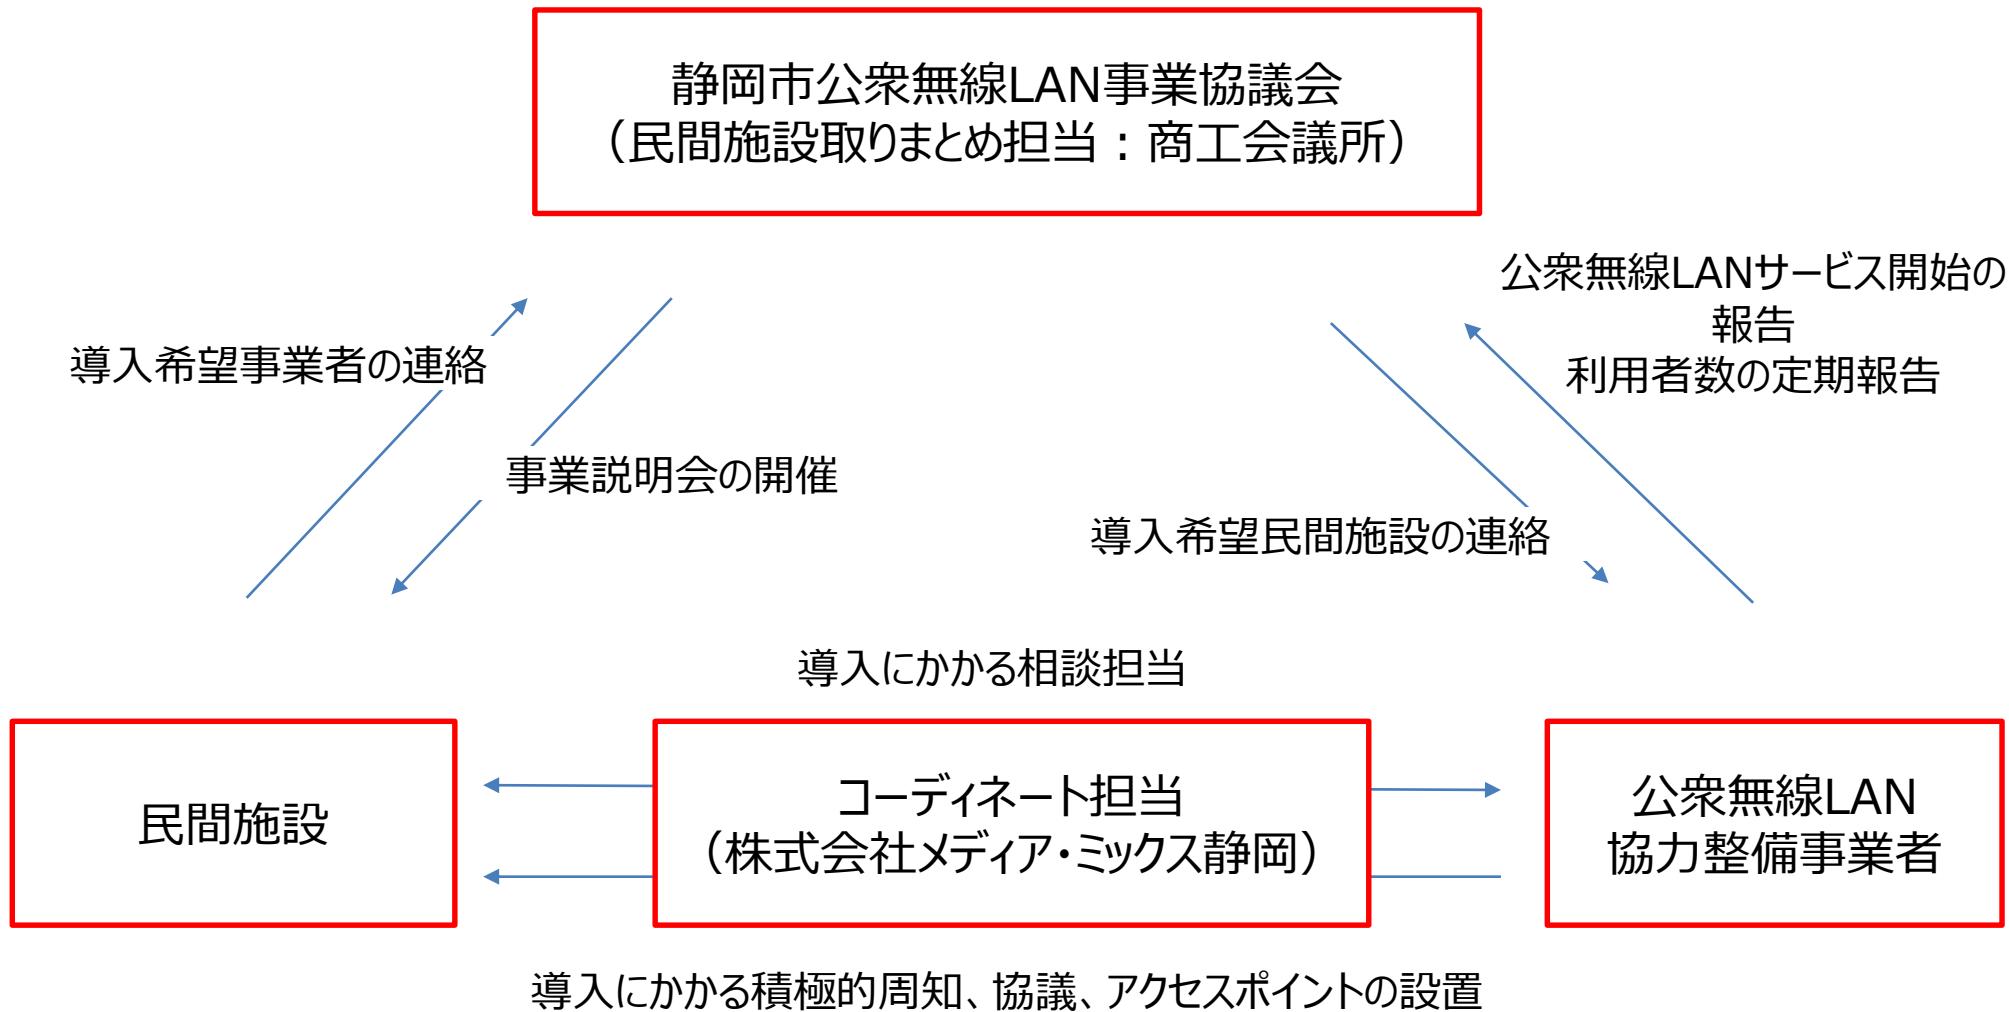 静岡市公衆無線LAN事業協議会
（民間施設取りまとめ担当：商工会議所）
公衆無線LANサービス開始の
報告
利用者数の定期報告
導入希望事業者の連絡
事業説明会の開催
導入希望民間施設の連絡
導入にかかる相談担当
民間施設
コーディネート担当
（株式会社メディア・ミックス静岡）
公衆無線LAN
協力整備事業者
導入にかかる積極的周知、協議、アクセスポイントの設置